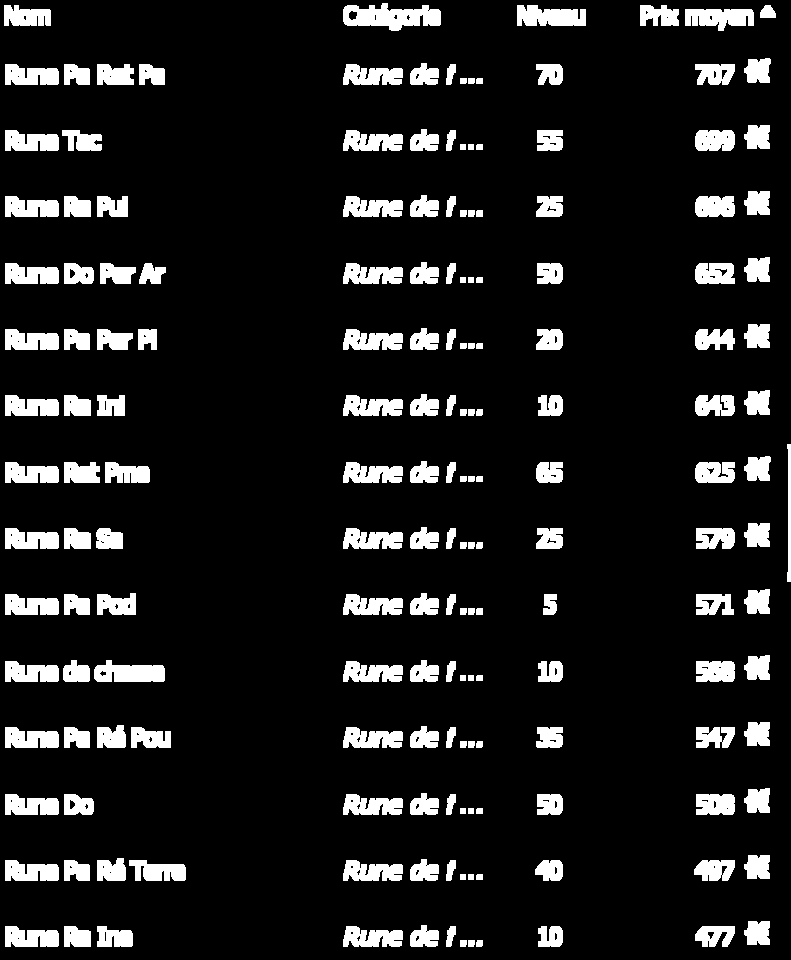 Nom Catégorie Niveau Prix moyen
Rune Pa Ret Pa Rune de f ... 70 707
Rune Tac Rune de f ... 55 699
Rune Ra Pui Rune de f ... 25 696
Rune Do Per Ar Rune de f ... 50 652
Rune Pa Per Pi Rune de f ... 20 644
Rune Ra Ini Rune de f ... 10 643
Rune Ret Pme Rune de f ... 65 625
Rune Ra Sa Rune de f ... 25 579
Rune Pa Pod Rune de f ... 5 571
Rune de chasse Rune de f ... 10 568
Rune Pa Ré Pou Rune de f ... 35 547
Rune Do Rune de f ... 50 508
Rune Pa Ré Terre Rune de f ... 40 497
Rune Ra Ine Rune de f ... 10 477